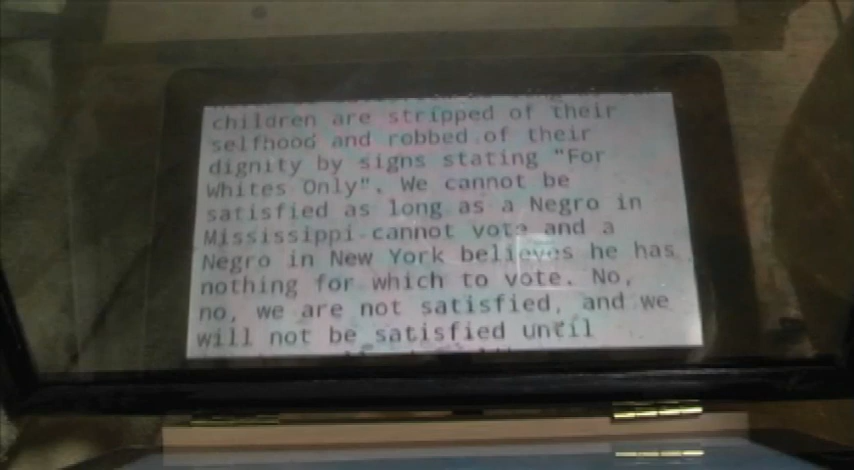 children are stripped of their
selfhood and robbed of their
dignity by signs stating "For
Whites Only". We cannot be
satisfied as long as a Negro in
Mississippi cannot vote and a
Negro in New York believes he has
nothing for which to vote. No,
no, we are not satisfied, and we
will not be satisfied until